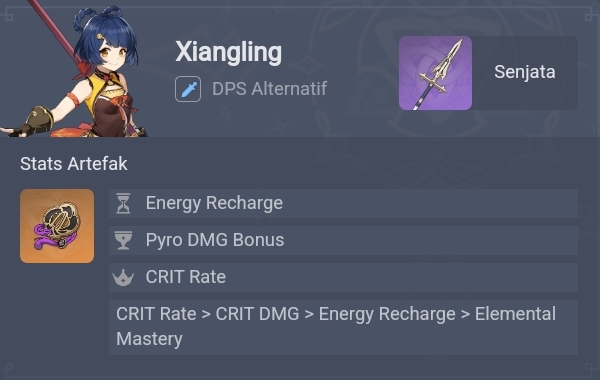 Xiangling
DPS Alternatif
Senjata
Stats Artefak
Energy Recharge
Pyro DMG Bonus
CRIT Rate
CRIT Rate > CRIT DMG > Energy Recharge > Elemental
Mastery